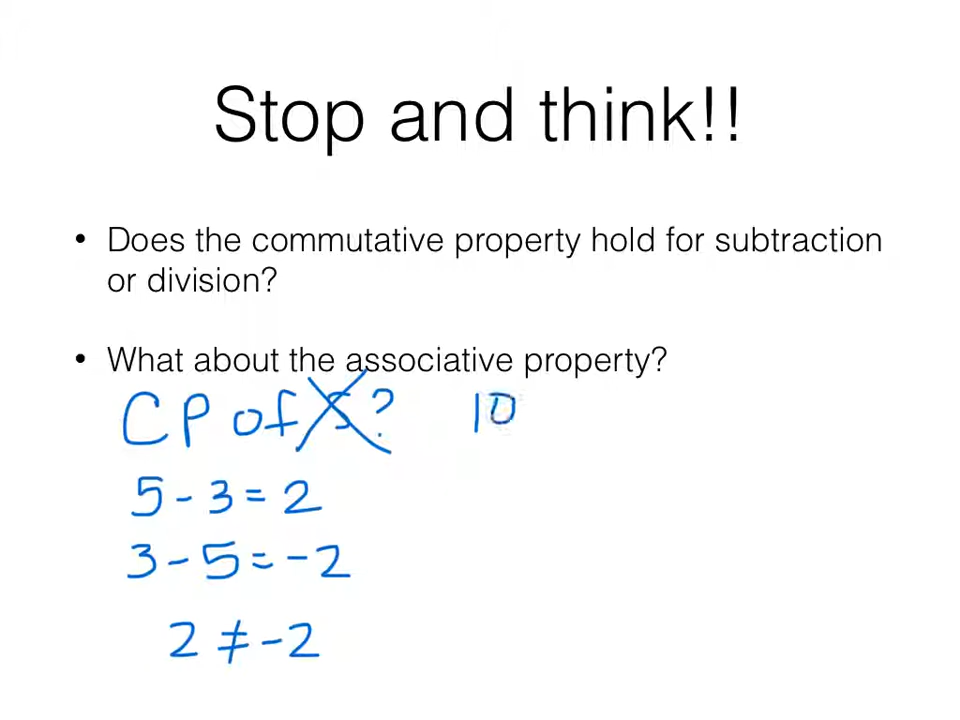 Stop and think!!
• Does the commutative property hold for subtraction
or division?
• What about the associative property?
CP of S? 10
5 - 3 = 2
3 - 5 = -2
2 ≠ -2